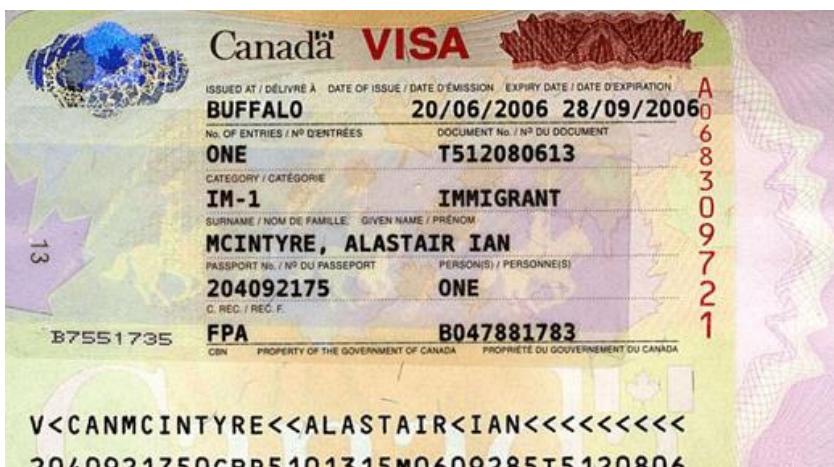 Canadä VISA
ISSUED AT / DÉLIVRÉ À DATE OF ISSUE / DATE D'ÉMISSION EXPIRY DATE / DATE D'EXPIRATION
BUFFALO 20/06/2006 28/09/2006
No. OF ENTRIES / Nº D'ENTRÉES DOCUMENT No. / Nº DU DOCUMENT
ONE T512080613
CATEGORY / CATÉGORIE
IM-1 IMMIGRANT
SURNAME / NOM DE FAMILLE, GIVEN NAME / PRÉNOM
MCINTYRE, ALASTAIR IAN
PASSPORT No. / Nº DU PASSEPORT PERSON(S) / PERSONNE(S)
204092175 ONE
C. REC. / REC. F.
FPA B047881783
CBN PROPERTY OF THE GOVERNMENT OF CANADA PROPRIÉTÉ DU GOUVERNEMENT DU CANADA
A068309721
13
B7551735
V<CANMCINTYRE<<ALASTAIR<IAN<<<<<<<<<
2040921750GBR5101315M0609285T5120806